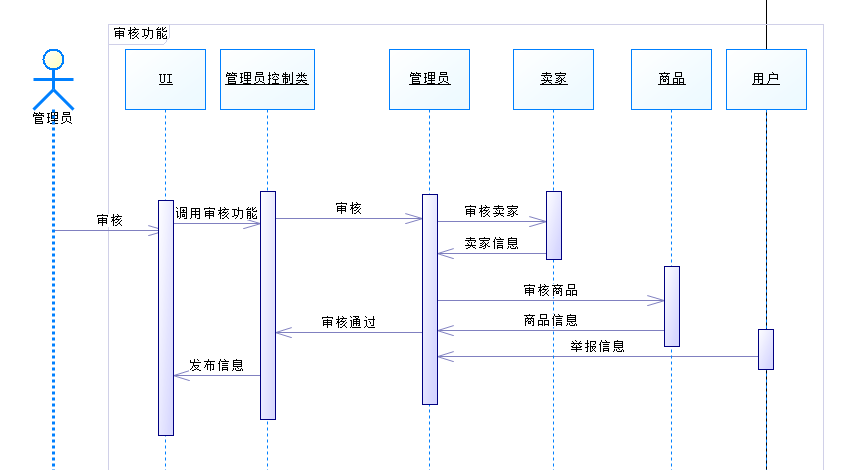 审核功能
UI
管理员控制类
管理员
卖家
商品
用户
管理员
审核
调用审核功能
审核
审核卖家
卖家信息
审核商品
商品信息
审核通过
举报信息
发布信息